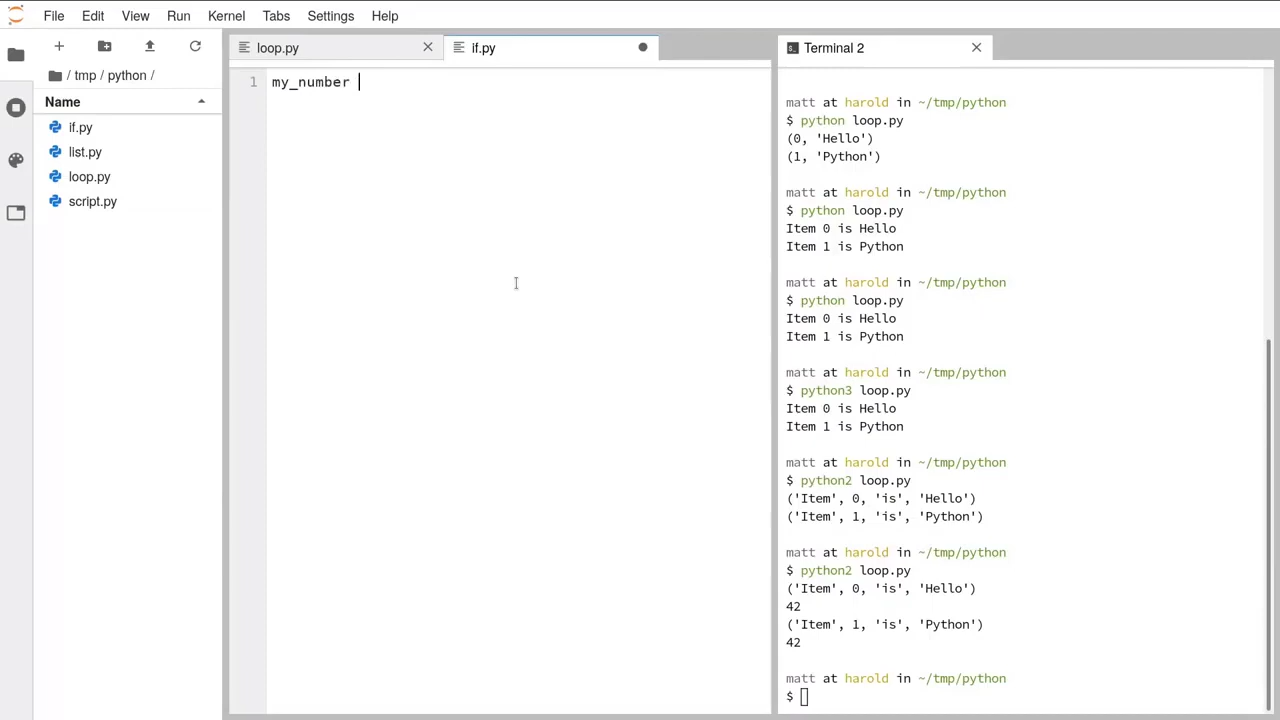 File Edit View Run Kernel Tabs Settings Help
/ tmp / python /
Name
if.py
list.py
loop.py
script.py
loop.py
if.py
1 my_number
Terminal 2
matt at harold in ~/tmp/python
$ python loop.py
(0, 'Hello')
(1, 'Python')
matt at harold in ~/tmp/python
$ python loop.py
Item 0 is Hello
Item 1 is Python
matt at harold in ~/tmp/python
$ python loop.py
Item 0 is Hello
Item 1 is Python
matt at harold in ~/tmp/python
$ python3 loop.py
Item 0 is Hello
Item 1 is Python
matt at harold in ~/tmp/python
$ python2 loop.py
('Item', 0, 'is', 'Hello')
('Item', 1, 'is', 'Python')
matt at harold in ~/tmp/python
$ python2 loop.py
('Item', 0, 'is', 'Hello')
42
('Item', 1, 'is', 'Python')
42
matt at harold in ~/tmp/python
$